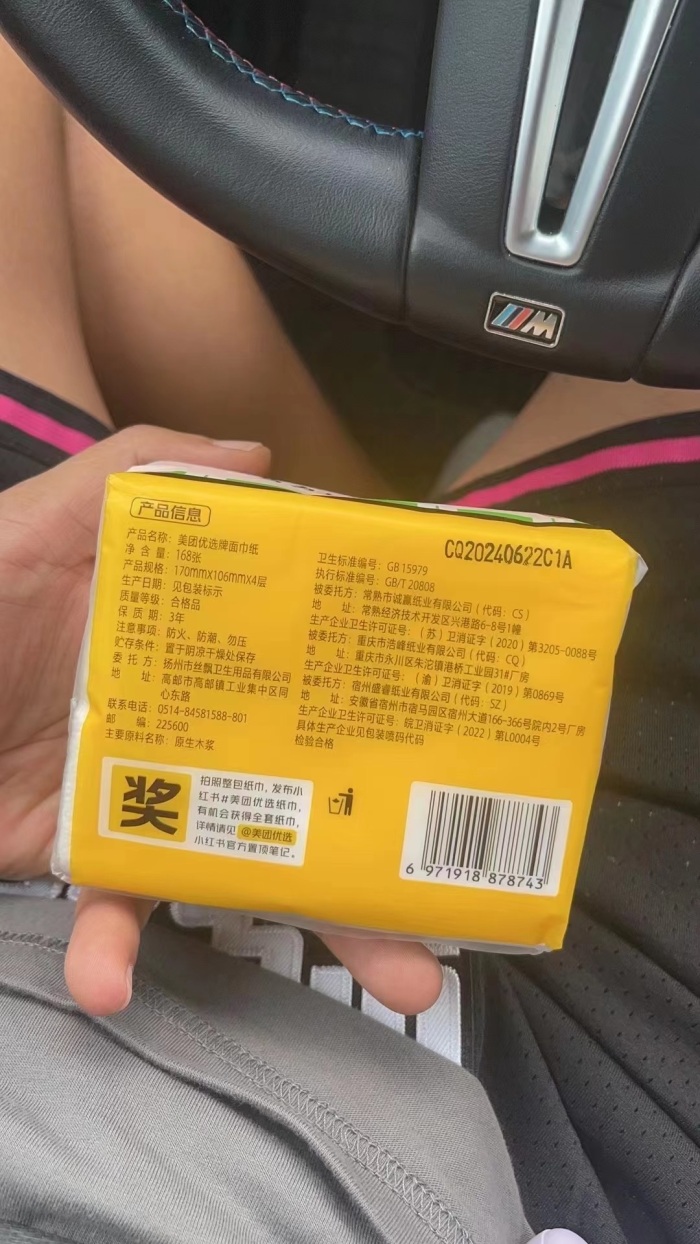 M
产品信息
CQ20240622C1A
产品名称：美团优选牌面巾纸
净 含 量：168张
产品规格：170mmX106mmX4层
生产日期：见包装标示
质量等级：合格品
保 质 期：3年
注意事项：防火、防潮、勿压
贮存条件：置于阴凉干燥处保存
委 托 方：扬州市丝飘卫生用品有限公司
地 址：高邮市高邮镇工业集中区同
心东路
联系电话：0514-84581588-801
邮 编：225600
主要原料名称：原生木浆
卫生标准编号：GB 15979
执行标准编号：GB/T 20808
被委托方：常熟市诚赢纸业有限公司（代码：CS）
地 址：常熟经济技术开发区兴港路6-8号1幢
生产企业卫生许可证号：（苏）卫消证字（2020）第3205-0088号
被委托方：重庆市浩峰纸业有限公司（代码：CQ）
地 址：重庆市永川区朱沱镇港桥工业园31#厂房
生产企业卫生许可证号：（渝）卫消证字（2019）第0869号
被委托方：宿州盛睿纸业有限公司（代码：SZ）
地 址：安徽省宿州市宿马园区宿州大道166-366号院内2号厂房
生产企业卫生许可证号：皖卫消证字（2022）第L0004号
具体生产企业见包装喷码代码
检验合格
奖
拍照整包纸巾，发布小
红书#美团优选纸巾，
有机会获得全套纸巾，
详情请见 @美团优选
小红书官方置顶笔记。
6 971918 878743